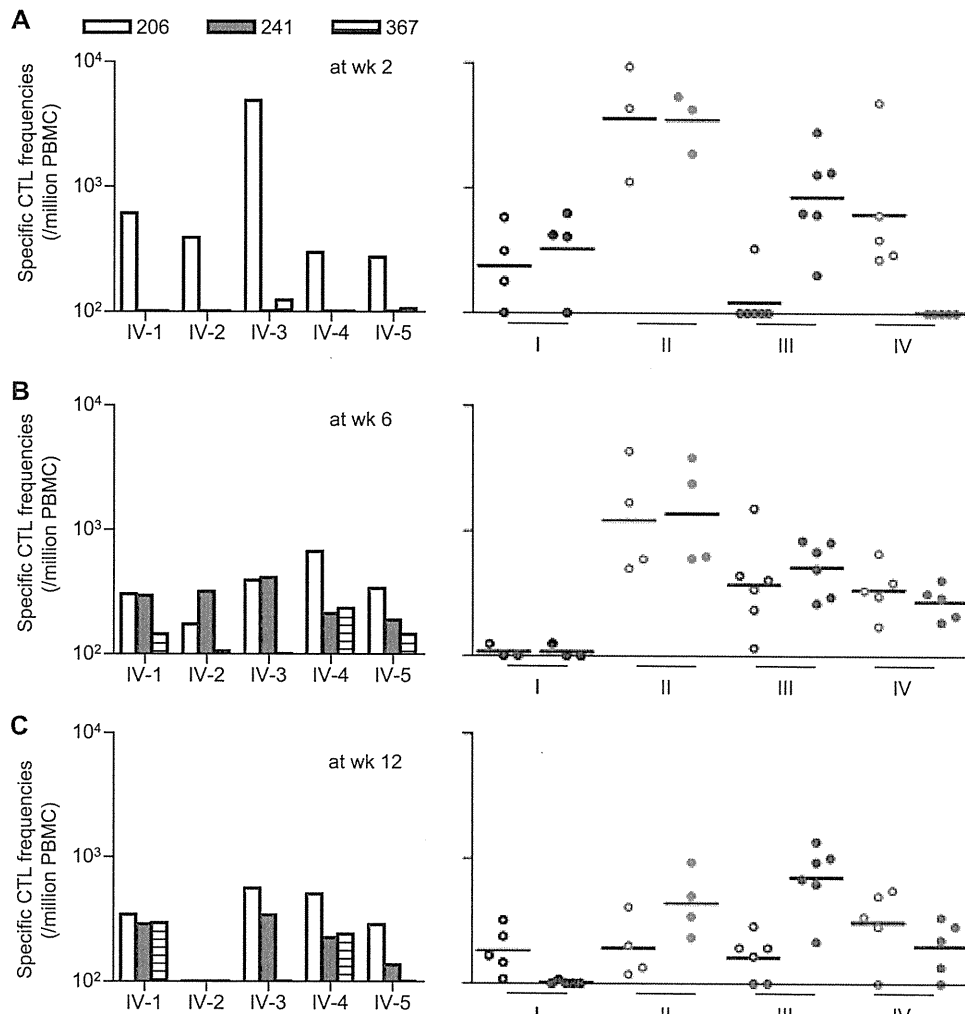 A 206 241 367
10⁴ at wk 2
10³
10²
Specific CTL frequencies
(/million PBMC)
IV-1 IV-2 IV-3 IV-4 IV-5
I II III IV
B
10⁴ at wk 6
10³
10²
Specific CTL frequencies
(/million PBMC)
IV-1 IV-2 IV-3 IV-4 IV-5
I II III IV
C
10⁴ at wk 12
10³
10²
Specific CTL frequencies
(/million PBMC)
IV-1 IV-2 IV-3 IV-4 IV-5
I II III IV